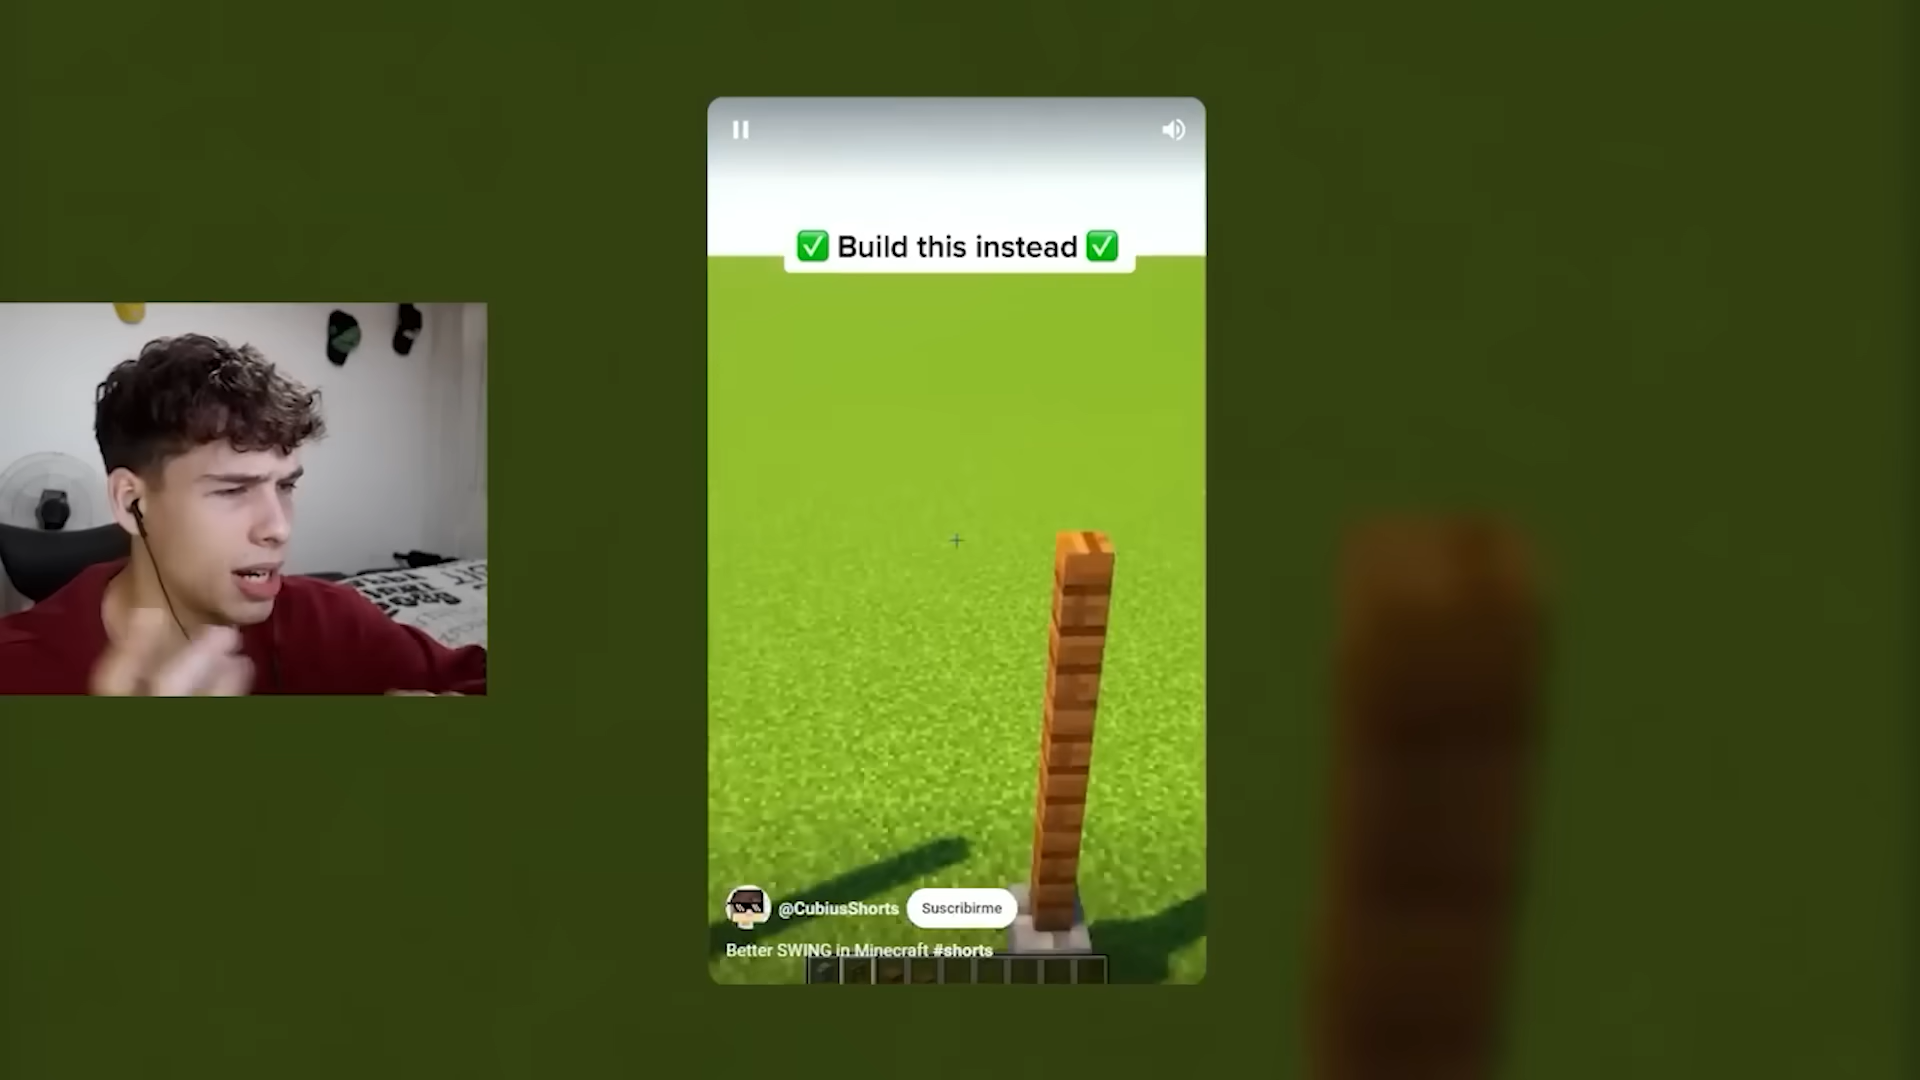 ✅ Build this instead ✅
@CubiusShorts
Suscribirme
Better SWING in Minecraft #shorts